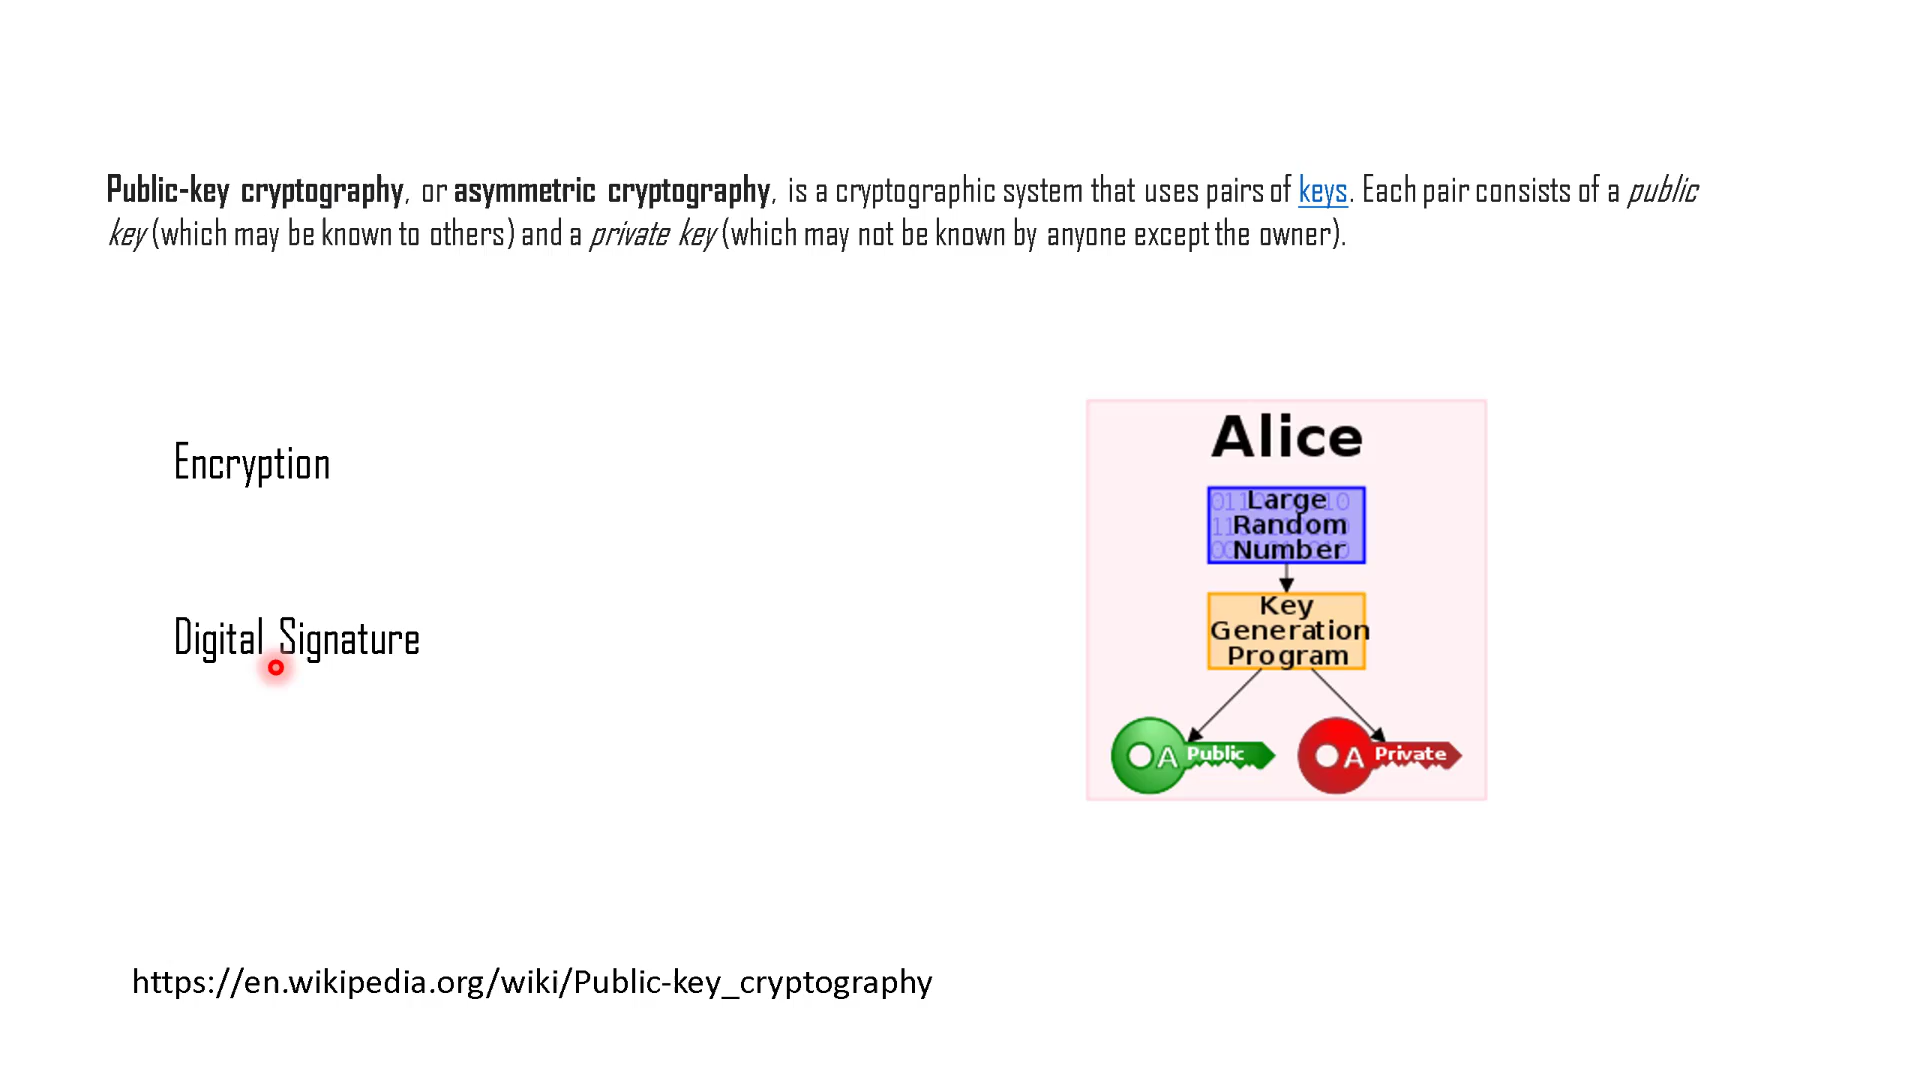 Public-key cryptography, or asymmetric cryptography, is a cryptographic system that uses pairs of keys. Each pair consists of a public
key (which may be known to others) and a private key (which may not be known by anyone except the owner).
Encryption
Digital Signature
Alice
Large
Random
Number
Key
Generation
Program
A Public
A Private
https://en.wikipedia.org/wiki/Public-key_cryptography